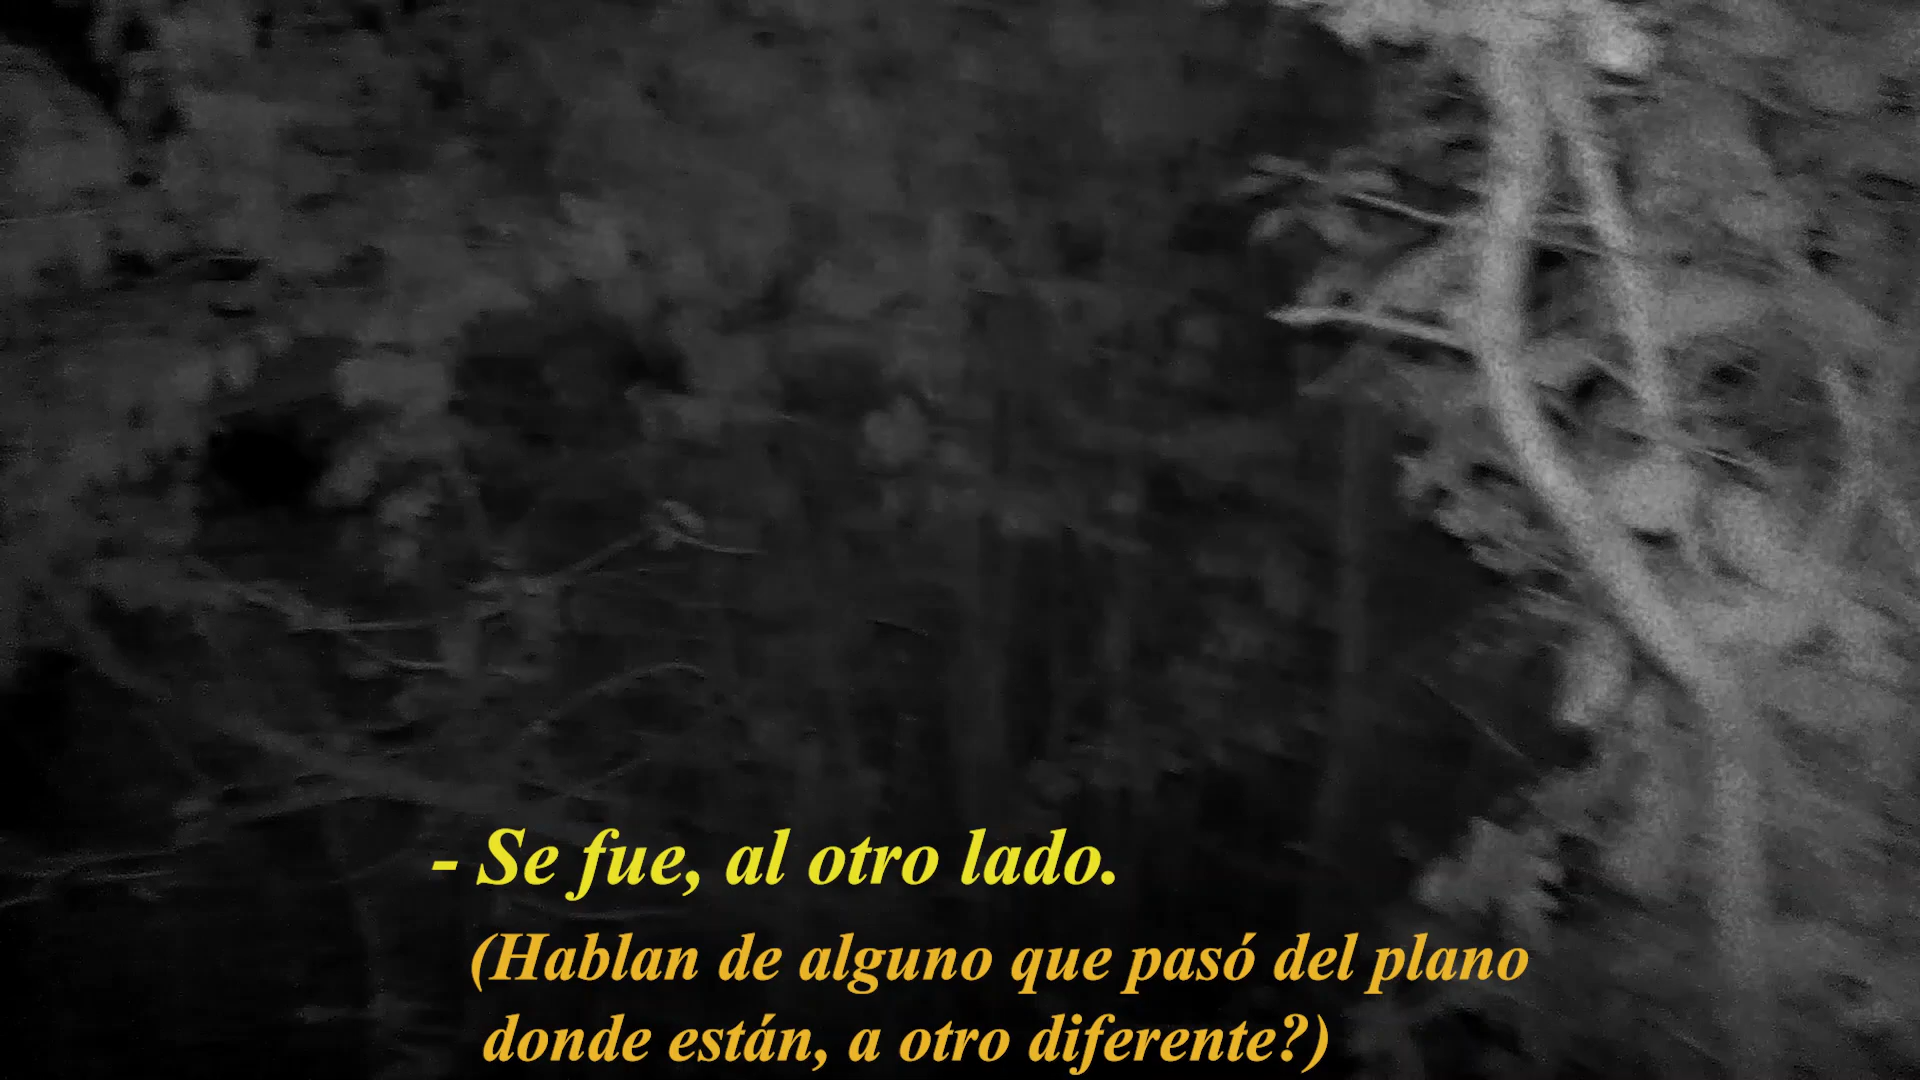 - Se fue, al otro lado.
(Hablan de alguno que pasó del plano
donde están, a otro diferente?)